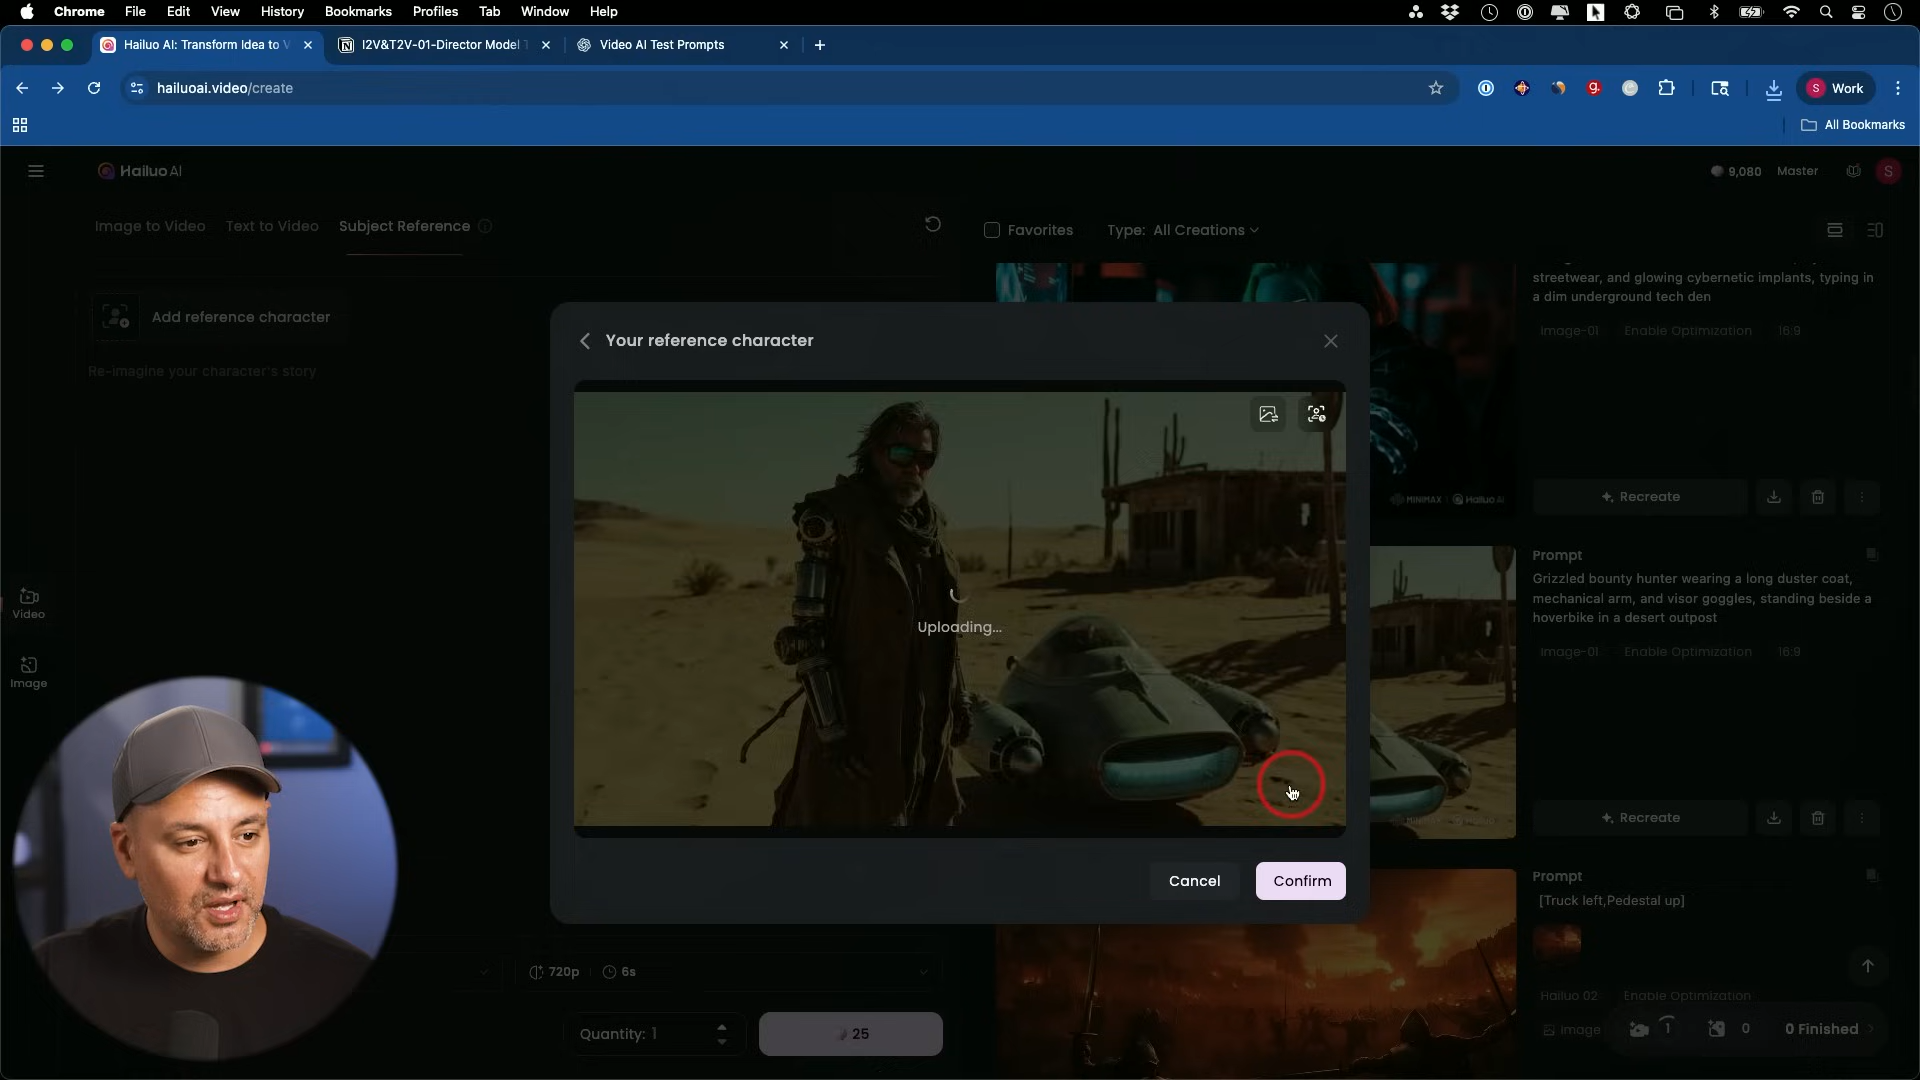 Chrome File Edit View History Bookmarks Profiles Tab Window Help
Hailuo AI: Transform Idea to V
I2V&T2V-01-Director Model
Video AI Test Prompts
hailuoai.video/create
S Work
All Bookmarks
Hailuo AI
9,080 Master S
Image to Video Text to Video Subject Reference
Favorites Type: All Creations
streetwear, and glowing cybernetic implants, typing in
a dim underground tech den
Image-01 Enable Optimization 16:9
Add reference character
Re-imagine your character's story
Your reference character
Uploading...
Cancel Confirm
MINIMAX | Hailuo AI
Recreate
Prompt
Grizzled bounty hunter wearing a long duster coat,
mechanical arm, and visor goggles, standing beside a
hoverbike in a desert outpost
Image-01 Enable Optimization 16:9
Video
Image
MINIMAX | Hailuo
Recreate
Prompt
[Truck left,Pedestal up]
720p 6s
Hailuo 02 Enable Optimization
Quantity: 1 25
Image 1 0 0 Finished